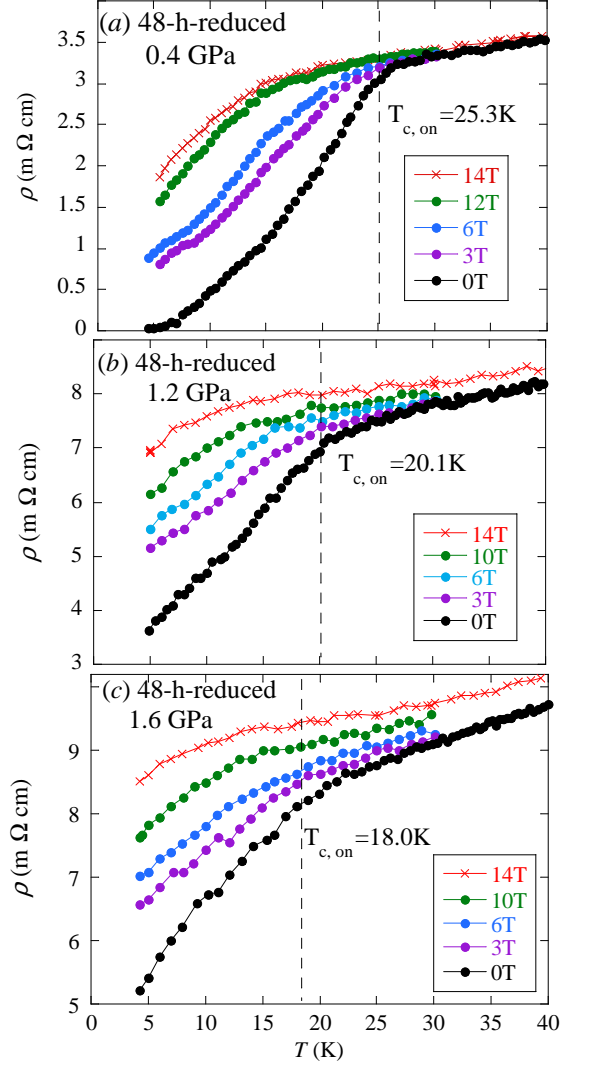 (a) 48-h-reduced
0.4 GPa
T_c, on =25.3K
14T
12T
6T
3T
0T
ρ (m Ω cm)
3.5
3
2.5
2
1.5
1
0.5
0
(b) 48-h-reduced
1.2 GPa
T_c, on =20.1K
14T
10T
6T
3T
0T
ρ (m Ω cm)
8
7
6
5
4
3
(c) 48-h-reduced
1.6 GPa
T_c, on =18.0K
14T
10T
6T
3T
0T
ρ (m Ω cm)
9
8
7
6
5
0 5 10 15 20 25 30 35 40
T (K)